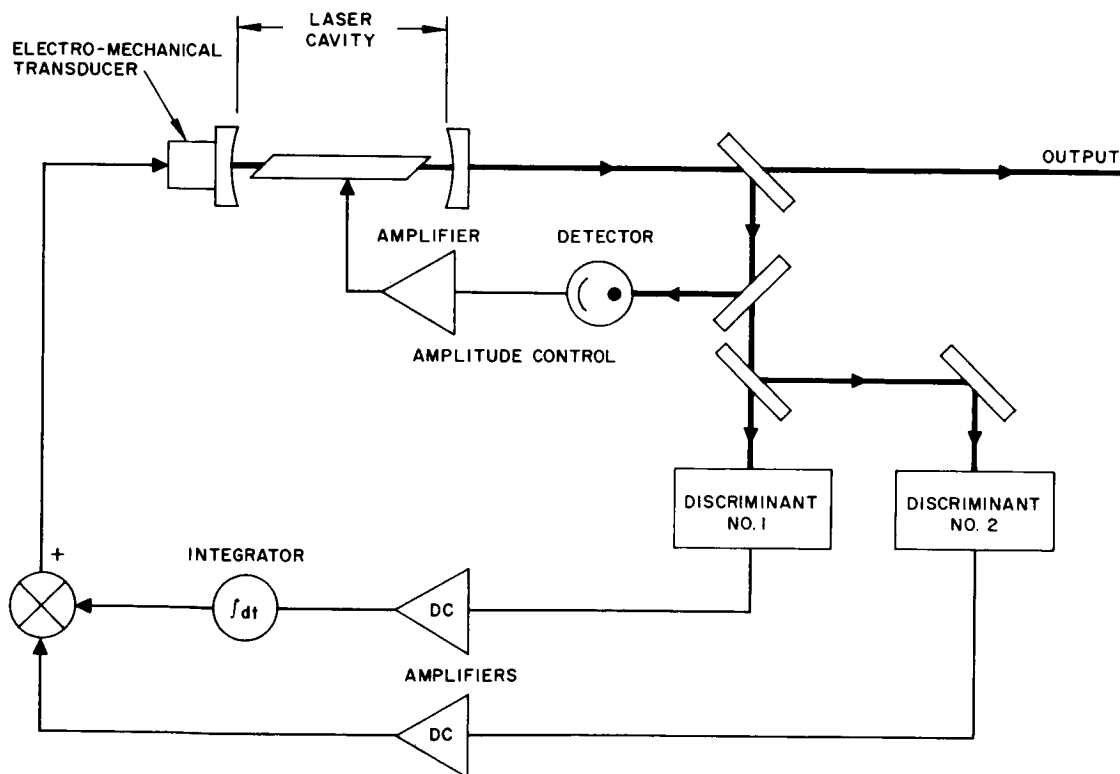 LASER
CAVITY
ELECTRO-MECHANICAL
TRANSDUCER
OUTPUT
AMPLIFIER
DETECTOR
AMPLITUDE CONTROL
DISCRIMINANT
NO. 1
DISCRIMINANT
NO. 2
+
INTEGRATOR
∫dt
DC
AMPLIFIERS
DC